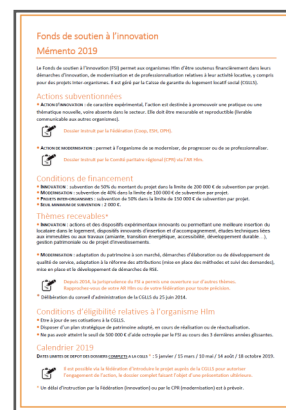 Fonds de soutien à l'innovation
Mémento 2019
Le Fonds de soutien à l'innovation (FSI) permet aux organismes Hlm d'être soutenus financièrement dans leurs
démarches d'innovation, de modernisation et de professionnalisation relatives à leur activité locative, y compris
pour des projets inter-organismes. Il est géré par la Caisse de garantie du logement locatif social (CGLLS).
Actions subventionnées
* ACTION D'INNOVATION : de caractère expérimental, l'action est destinée à promouvoir une pratique ou une
thématique nouvelle, voire absente dans le secteur. Elle doit être mesurable et reproductible (livrable
communicable aux autres organismes).
Dossier instruit par la Fédération (Coop, ESH, OPH).
* ACTION DE MODERNISATION : permet à l'organisme de se moderniser, de progresser ou de se professionnaliser.
Dossier instruit par le Comité paritaire régional (CPR) ou l'AR Hlm.
Conditions de financement
* INNOVATION : subvention de 50% du montant du projet dans la limite de 200 000 € de subvention par projet.
* MODERNISATION : subvention de 40% dans la limite de 100 000 € de subvention par projet.
* PROJETS INTER-ORGANISMES : subvention de 50% dans la limite de 150 000 € de subvention par projet.
* SEUIL MINIMUM DE SUBVENTION : 2 000 €.
Thèmes recevables*
* INNOVATION : actions et des dispositifs expérimentaux innovants ou permettant une meilleure insertion du
locataire dans le logement, dispositifs innovants d'insertion et d'accompagnement, études techniques liées
aux immeubles ou aux travaux (amiante, transition énergétique, accessibilité, développement durable…),
gestion patrimoniale ou de projet d'investissements.
* MODERNISATION : adaptation du patrimoine à son marché, démarches d'élaboration ou de développement de
qualité de service, adaptation à la réforme des attributions (mise en place des méthodes et suivi des demandes),
mise en place et le développement de démarches de RSE.
Depuis 2018, la jurisprudence du FSI a permis une ouverture sur d'autres thèmes.
Rapprochez-vous de votre AR Hlm ou de votre fédération pour toute précision.
* Délibération du conseil d'administration de la CGLLS du 25 juin 2014.
Conditions d'éligibilité relatives à l'organisme Hlm
* Etre à jour de ses cotisations à la CGLLS.
* Disposer d'un plan stratégique de patrimoine adapté, en cours de réalisation ou de réactualisation.
* Ne pas avoir atteint le seuil de 500 000 € d'aide octroyée par le FSI au cours des 3 dernières années glissantes.
Calendrier 2019
DATES LIMITES DE DEPOT DES DOSSIERS COMPLETS A LA CGLLS * : 5 janvier / 15 mars / 10 mai / 14 août / 18 octobre 2019.
Il est possible via la Fédération d'introduire le projet auprès de la CGLLS pour autoriser
l'engagement de l'action, le dossier complet faisant l'objet d'une présentation ultérieure.
* Un délai d'instruction par la Fédération (innovation) ou par le CPR (modernisation) est à prévoir.